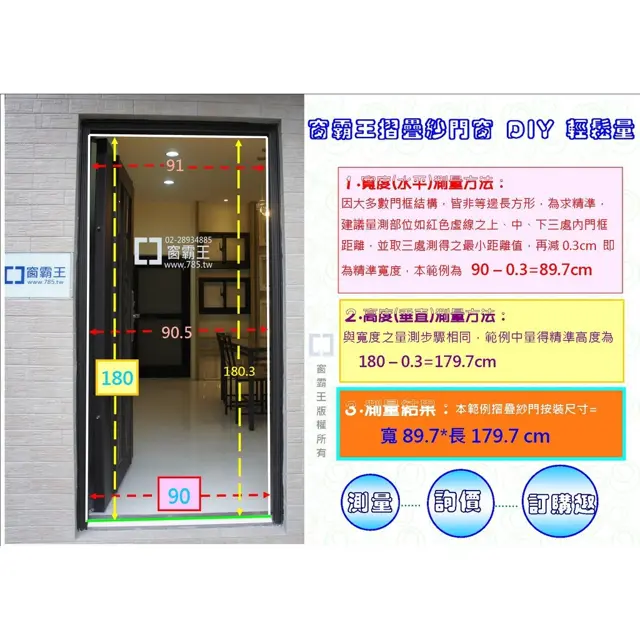 窗霸王摺疊紗門窗 DIY 輕鬆量
91
02-28934885
窗霸王
www.785.tw
窗霸王
www.785.tw
90.5
180
180.3
90
1.寬度(水平)測量方法：
因大多數門框結構，皆非等邊長方形，為求精準，
建議量測部位如紅色虛線之上、中、下三處內門框
距離，並取三處測得之最小距離值，再減 0.3cm 即
為精準寬度，本範例為 90－0.3=89.7cm
2.高度(垂直)測量方法：
與寬度之量測步驟相同，範例中量得精準高度為
180－0.3=179.7cm
窗霸王版權所有
3.測量結果：本範例摺疊紗門按裝尺寸=
寬 89.7*長 179.7 cm
測量
詢價
訂購趣